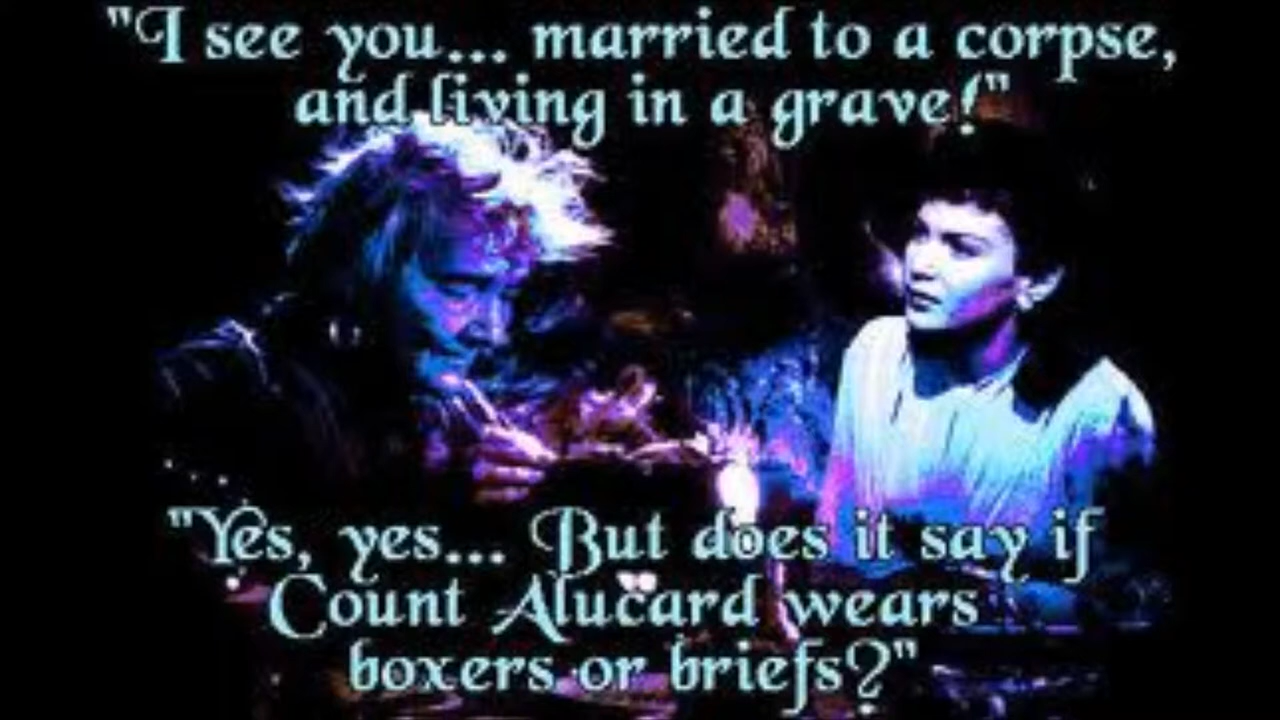 "I see you... married to a corpse,
and living in a grave!"
"Yes, yes... But does it say if
Count Alucard wears
boxers or briefs?"